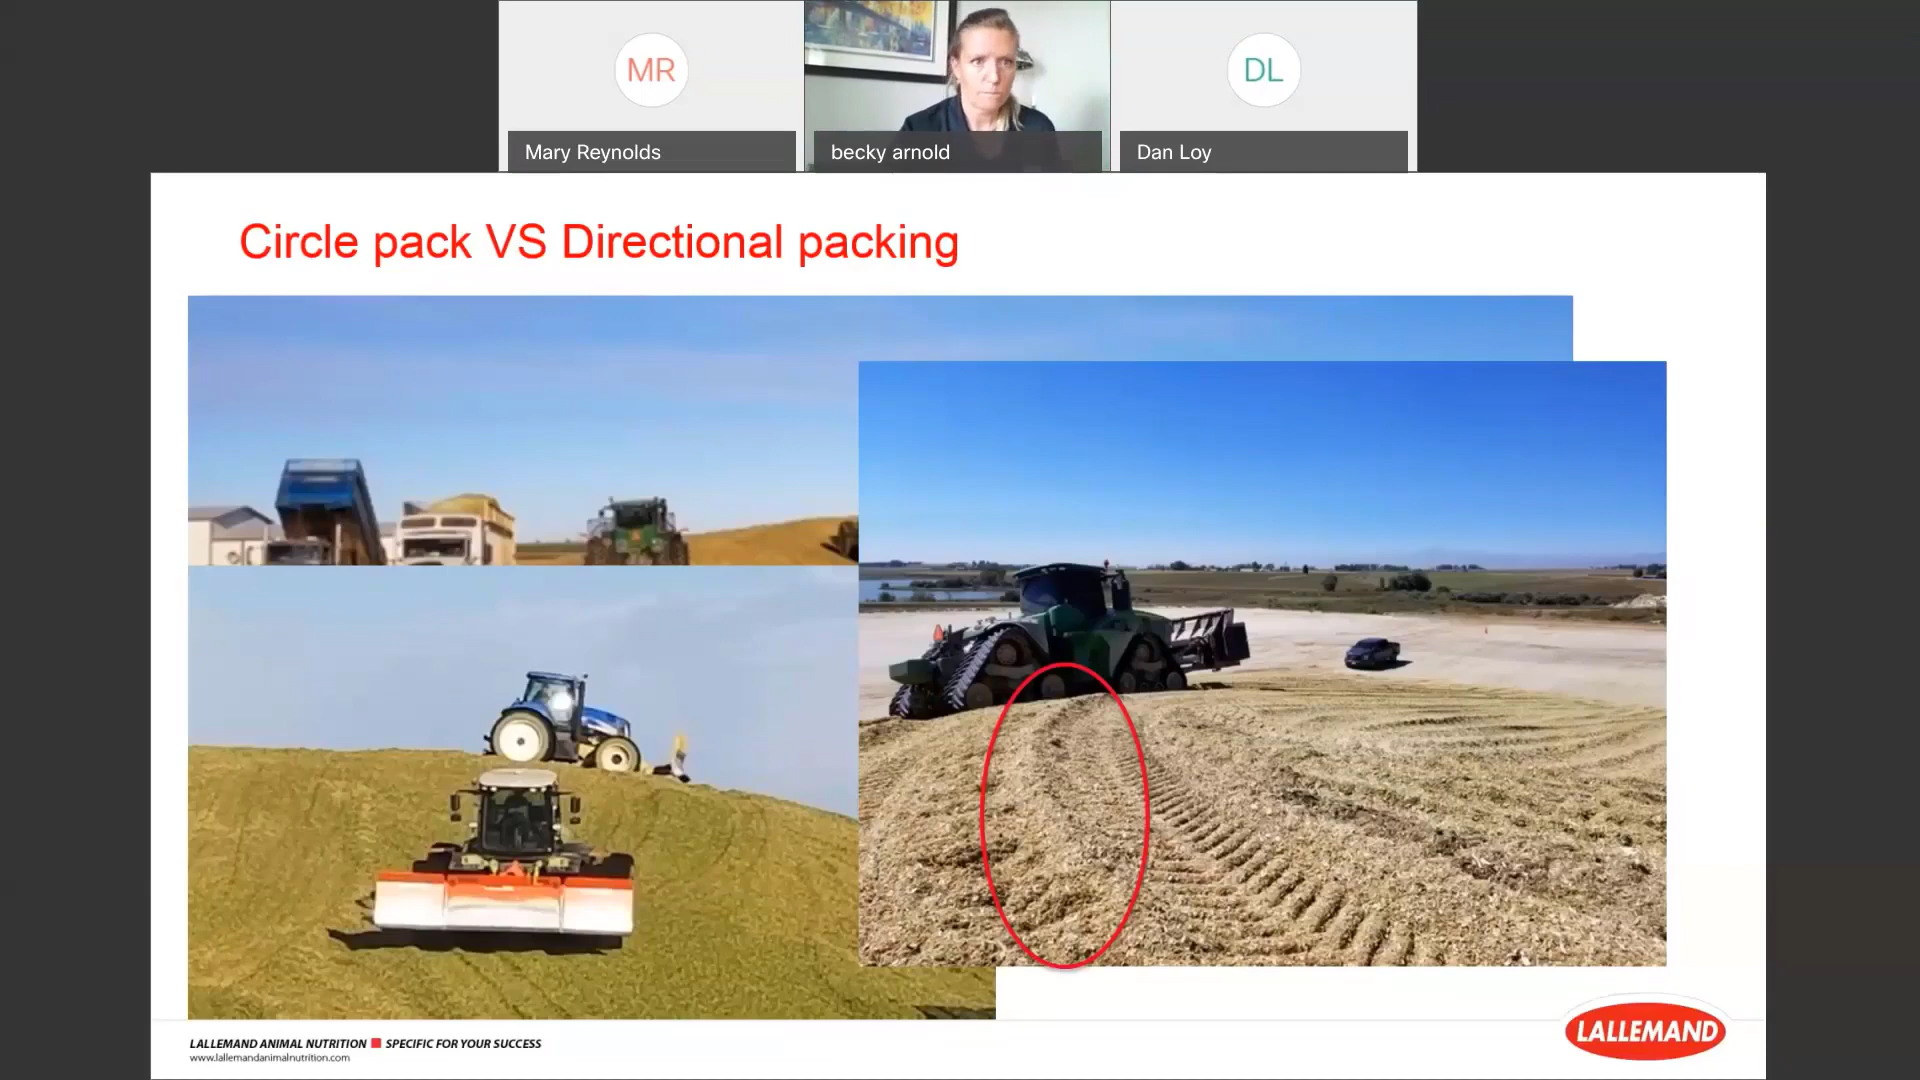 MR
DL
Mary Reynolds
becky arnold
Dan Loy
Circle pack VS Directional packing
LALLEMAND ANIMAL NUTRITION SPECIFIC FOR YOUR SUCCESS
www.lallemandanimalnutrition.com
LALLEMAND